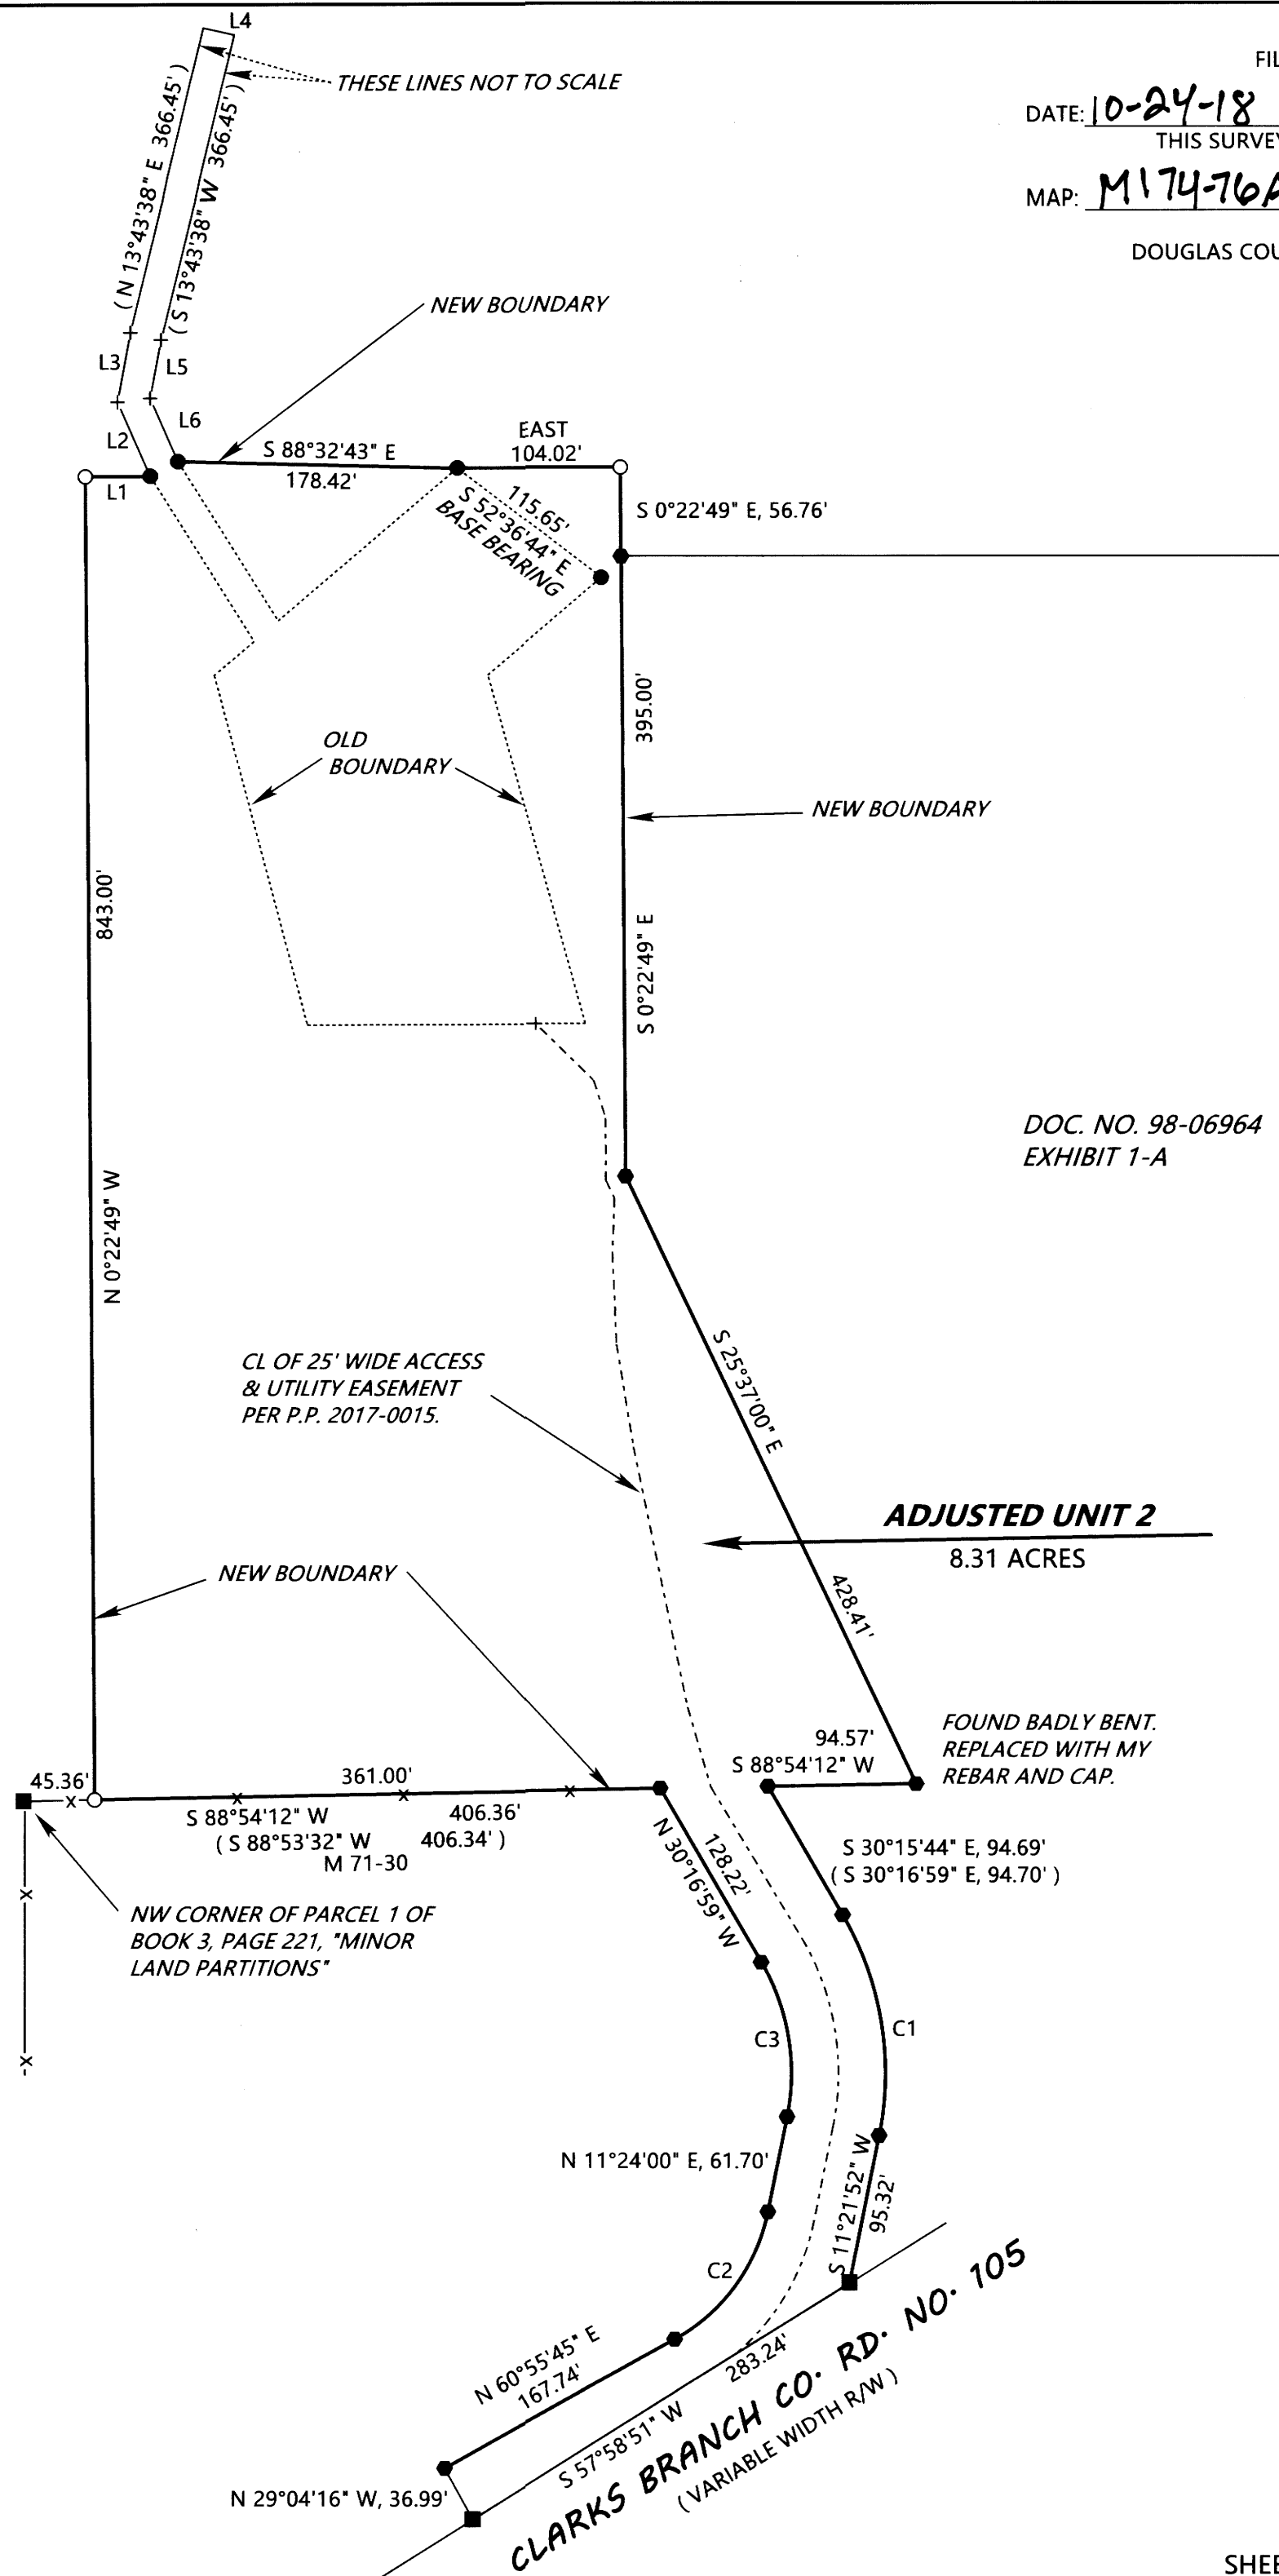 L4
THESE LINES NOT TO SCALE
DATE: 10-24-18
THIS SURVEY
MAP: M174-76A
DOUGLAS COU
( N 13°43'38" E 366.45' )
( S 13°43'38" W 366.45' )
NEW BOUNDARY
L3
L5
L6
L2
L1
S 88°32'43" E
178.42'
EAST
104.02'
115.65'
S 52°36'44" E
BASE BEARING
S 0°22'49" E, 56.76'
395.00'
OLD
BOUNDARY
NEW BOUNDARY
843.00'
S 0°22'49" E
DOC. NO. 98-06964
EXHIBIT 1-A
N 0°22'49" W
CL OF 25' WIDE ACCESS
& UTILITY EASEMENT
PER P.P. 2017-0015.
S 25°37'00" E
ADJUSTED UNIT 2
8.31 ACRES
NEW BOUNDARY
428.41'
FOUND BADLY BENT.
REPLACED WITH MY
REBAR AND CAP.
94.57'
S 88°54'12" W
45.36'
361.00'
S 88°54'12" W 406.36'
( S 88°53'32" W 406.34' )
M 71-30
128.22'
N 30°16'59" W
S 30°15'44" E, 94.69'
( S 30°16'59" E, 94.70' )
NW CORNER OF PARCEL 1 OF
BOOK 3, PAGE 221, "MINOR
LAND PARTITIONS"
C3
C1
N 11°24'00" E, 61.70'
S 11°21'52" W
95.32'
C2
N 60°55'45" E
167.74'
283.24'
S 57°58'51" W
CLARKS BRANCH CO. RD. NO. 105
( VARIABLE WIDTH R/W )
N 29°04'16" W, 36.99'